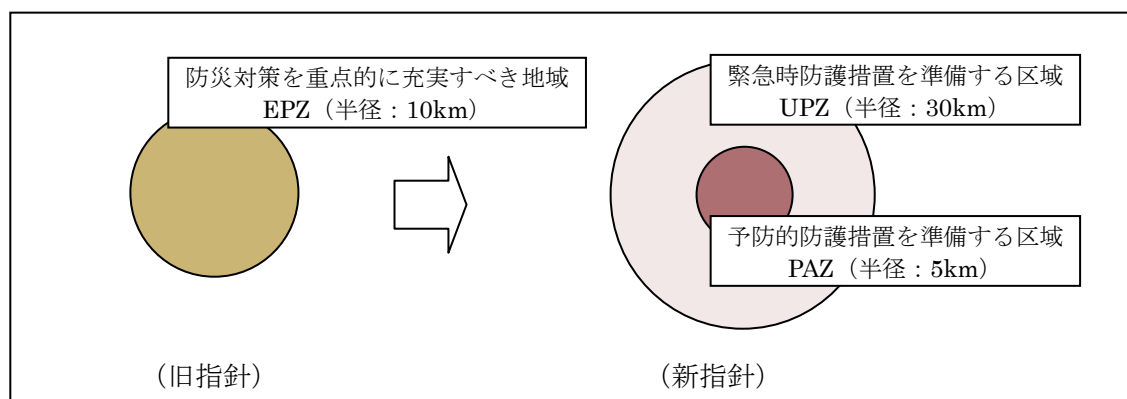 防災対策を重点的に充実すべき地域
EPZ（半径：10km）
（旧指針）
緊急時防護措置を準備する区域
UPZ（半径：30km）
予防的防護措置を準備する区域
PAZ（半径：5km）
（新指針）